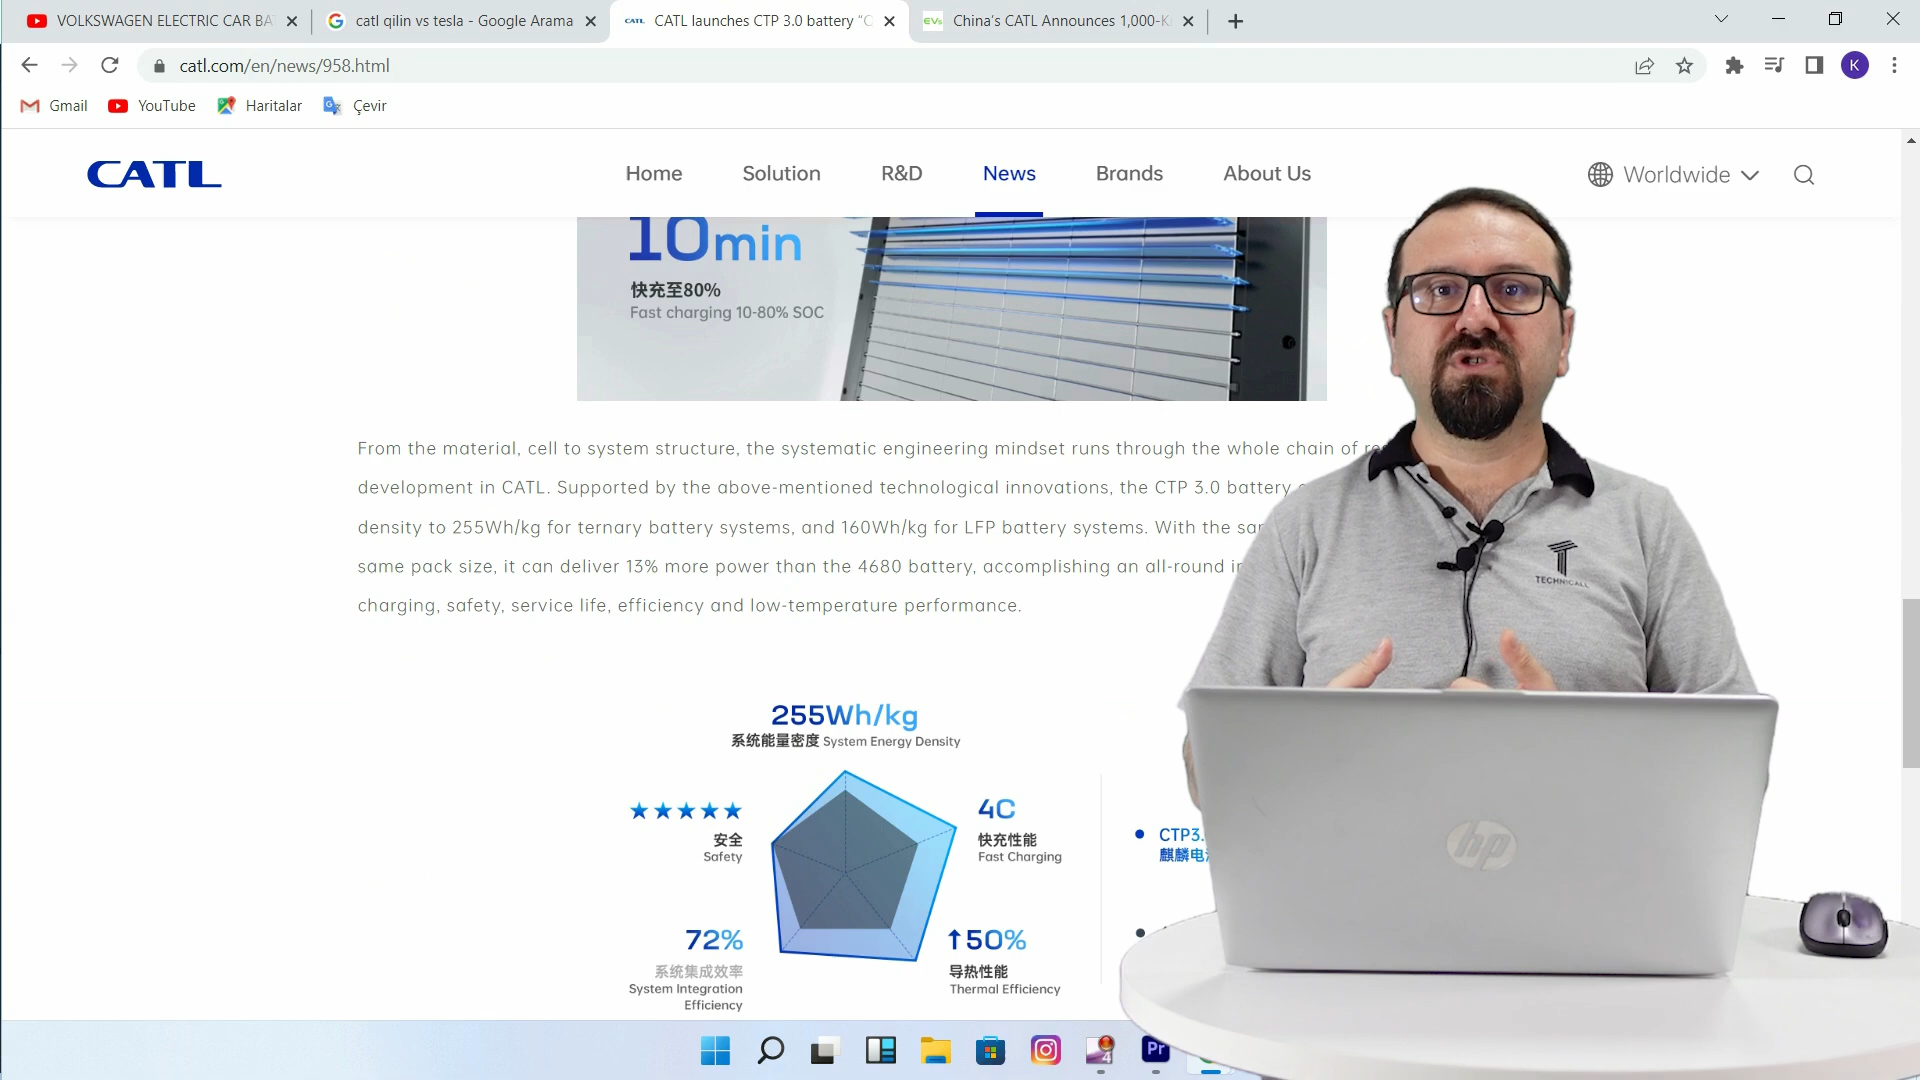 VOLKSWAGEN ELECTRIC CAR BA
catl qilin vs tesla - Google Arama
CATL
CATL launches CTP 3.0 battery “
EVs
China’s CATL Announces 1,000-K
catl.com/en/news/958.html
K
Gmail
YouTube
Haritalar
Çevir
CATL
Home
Solution
R&D
News
Brands
About Us
Worldwide
10min
快充至80%
Fast charging 10-80% SOC
From the material, cell to system structure, the systematic engineering mindset runs through the whole chain of
development in CATL. Supported by the above-mentioned technological innovations, the CTP 3.0 battery
density to 255Wh/kg for ternary battery systems, and 160Wh/kg for LFP battery systems. With the
same pack size, it can deliver 13% more power than the 4680 battery, accomplishing an all-round
charging, safety, service life, efficiency and low-temperature performance.
TECHNICALL
255Wh/kg
系统能量密度 System Energy Density
安全
Safety
4C
快充性能
Fast Charging
72%
系统集成效率
System Integration
Efficiency
↑50%
导热性能
Thermal Efficiency
CTP3.
麒麟电
hp
4
Pr